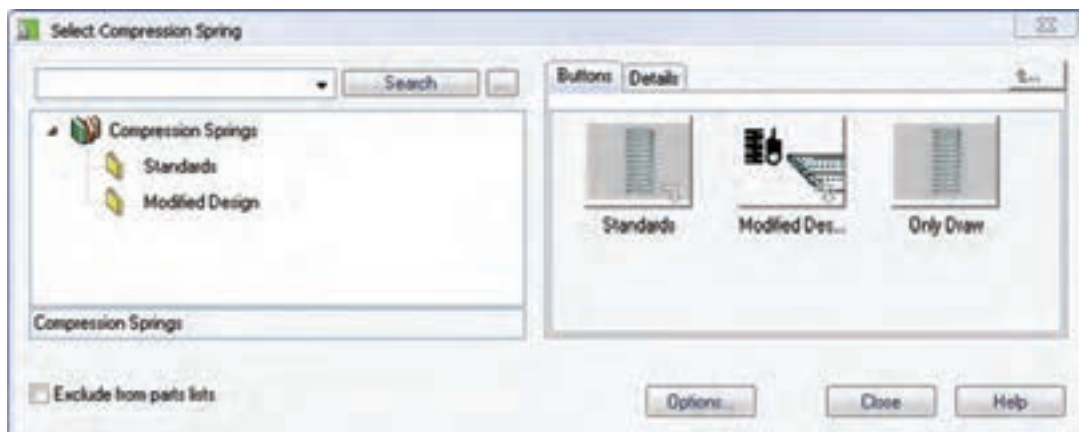 Select Compression Spring
Search ...
Buttons Details
Compression Springs
Standards
Modified Design
Standards Modified Des... Only Draw
Compression Springs
Exclude from parts lists
Options... Close Help